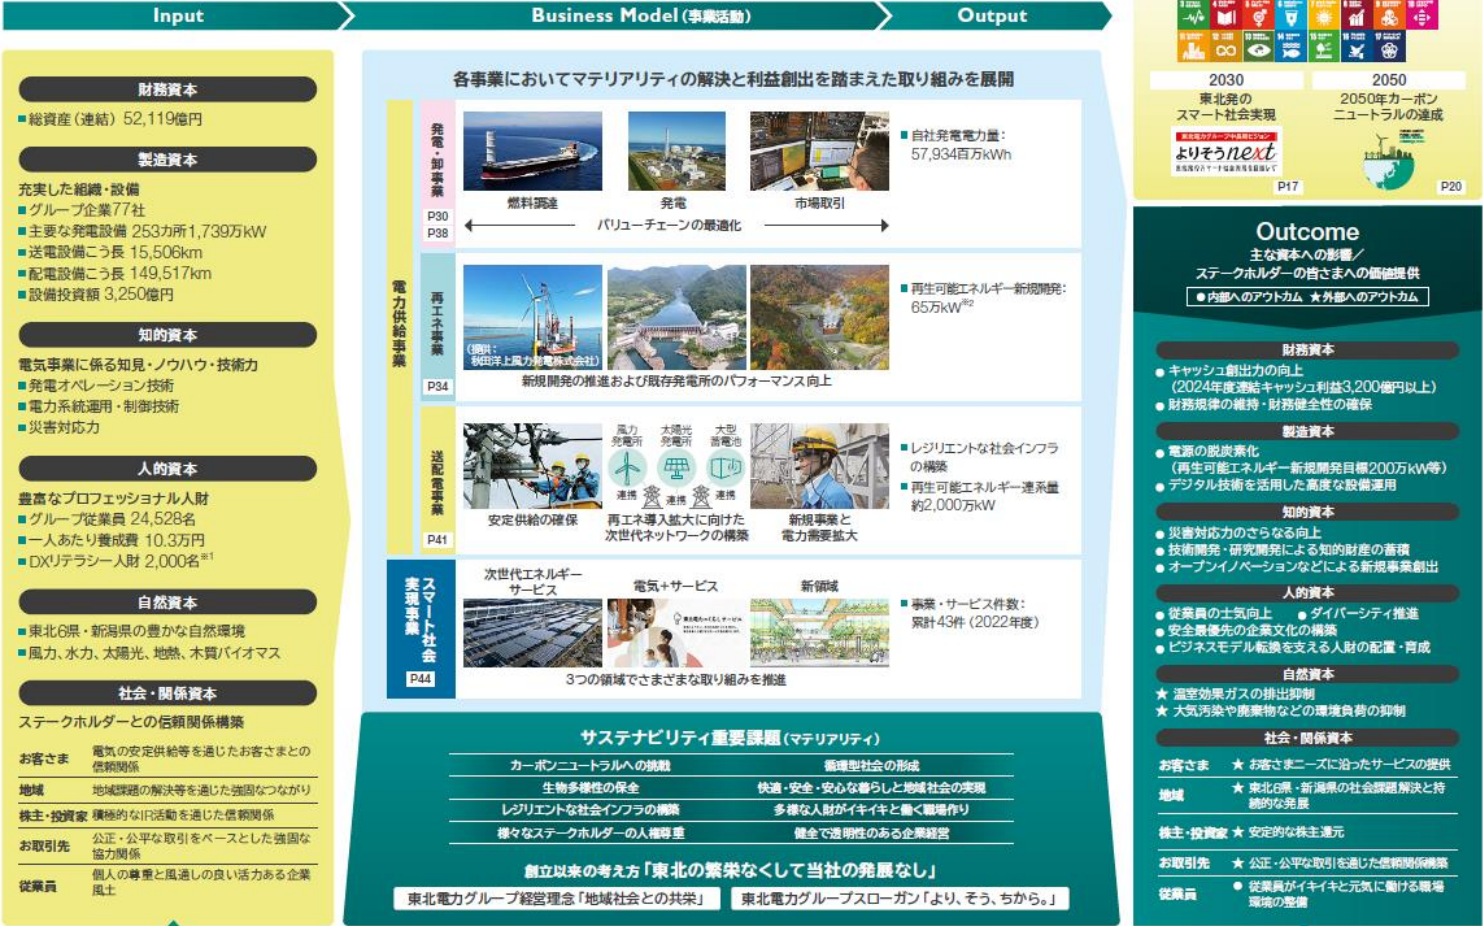 Input
財務資本
■総資産（連結）52,119億円
製造資本
充実した組織・設備
■グループ企業77社
■主要な発電設備 253カ所1,739万kW
■送電設備こう長 15,506km
■配電設備こう長 149,517km
■設備投資額 3,250億円
知的資本
電気事業に係る知見・ノウハウ・技術力
■発電オペレーション技術
■電力系統運用・制御技術
■災害対応力
人的資本
豊富なプロフェッショナル人財
■グループ従業員 24,528名
■一人あたり養成費 10.3万円
■DXリテラシー人財 2,000名※1
自然資本
■東北6県・新潟県の豊かな自然環境
■風力、水力、太陽光、地熱、木質バイオマス
社会・関係資本
ステークホルダーとの信頼関係構築
お客さま 電気の安定供給等を通じたお客さまとの
信頼関係
地域 地域課題の解決等を通じた強固なつながり
株主・投資家 積極的なIR活動を通じた信頼関係
お取引先 公正・公平な取引をベースとした強固な
協力関係
従業員 個人の尊重と風通しの良い活力ある企業
風土
Business Model（事業活動）
Output
各事業においてマテリアリティの解決と利益創出を踏まえた取り組みを展開
電力供給事業
発電・卸事業
P30
P38
燃料調達
発電
市場取引
バリューチェーンの最適化
■自社発電電力量：
57,934百万kWh
再エネ事業
P34
（提供：
秋田洋上風力発電株式会社）
新規開発の推進および既存発電所のパフォーマンス向上
■再生可能エネルギー新規開発：
65万kW※2
送配電事業
P41
安定供給の確保
風力
発電所
太陽光
発電所
大型
蓄電池
連携
連携
連携
再エネ導入拡大に向けた
次世代ネットワークの構築
新規事業と
電力需要拡大
■レジリエントな社会インフラ
の構築
■再生可能エネルギー連系量
約2,000万kW
スマート社会
実現事業
P44
次世代エネルギー
サービス
電気＋サービス
新領域
3つの領域でさまざまな取り組みを推進
■事業・サービス件数：
累計43件（2022年度）
サステナビリティ重要課題（マテリアリティ）
カーボンニュートラルへの挑戦
循環型社会の形成
生物多様性の保全
快適・安全・安心な暮らしと地域社会の実現
レジリエントな社会インフラの構築
多様な人財がイキイキと働く職場作り
様々なステークホルダーの人権尊重
健全で透明性のある企業経営
創立以来の考え方「東北の繁栄なくして当社の発展なし」
東北電力グループ経営理念「地域社会との共栄」
東北電力グループスローガン「より、そう、ちから。」
2030
東北発の
スマート社会実現
東北電力グループ中長期ビジョン
よりそうnext
P17
2050
2050年カーボン
ニュートラルの達成
P20
Outcome
主な資本への影響／
ステークホルダーの皆さまへの価値提供
●内部へのアウトカム ★外部へのアウトカム
財務資本
●キャッシュ創出力の向上
（2024年度連結キャッシュ利益3,200億円以上）
●財務規律の維持・財務健全性の確保
製造資本
●電源の脱炭素化
（再生可能エネルギー新規開発目標200万kW等）
●デジタル技術を活用した高度な設備運用
知的資本
●災害対応力のさらなる向上
●技術開発・研究開発による知的財産の蓄積
●オープンイノベーションなどによる新規事業創出
人的資本
●従業員の士気向上 ●ダイバーシティ推進
●安全最優先の企業文化の構築
●ビジネスモデル転換を支える人財の配置・育成
自然資本
★ 温室効果ガスの排出抑制
★ 大気汚染や廃棄物などの環境負荷の抑制
社会・関係資本
お客さま ★ お客さまニーズに沿ったサービスの提供
地域 ★ 東北6県・新潟県の社会課題解決と持
続的な発展
株主・投資家 ★ 安定的な株主還元
お取引先 ★ 公正・公平な取引を通じた信頼関係構築
従業員 ● 従業員がイキイキと元気に働ける職場
環境の整備